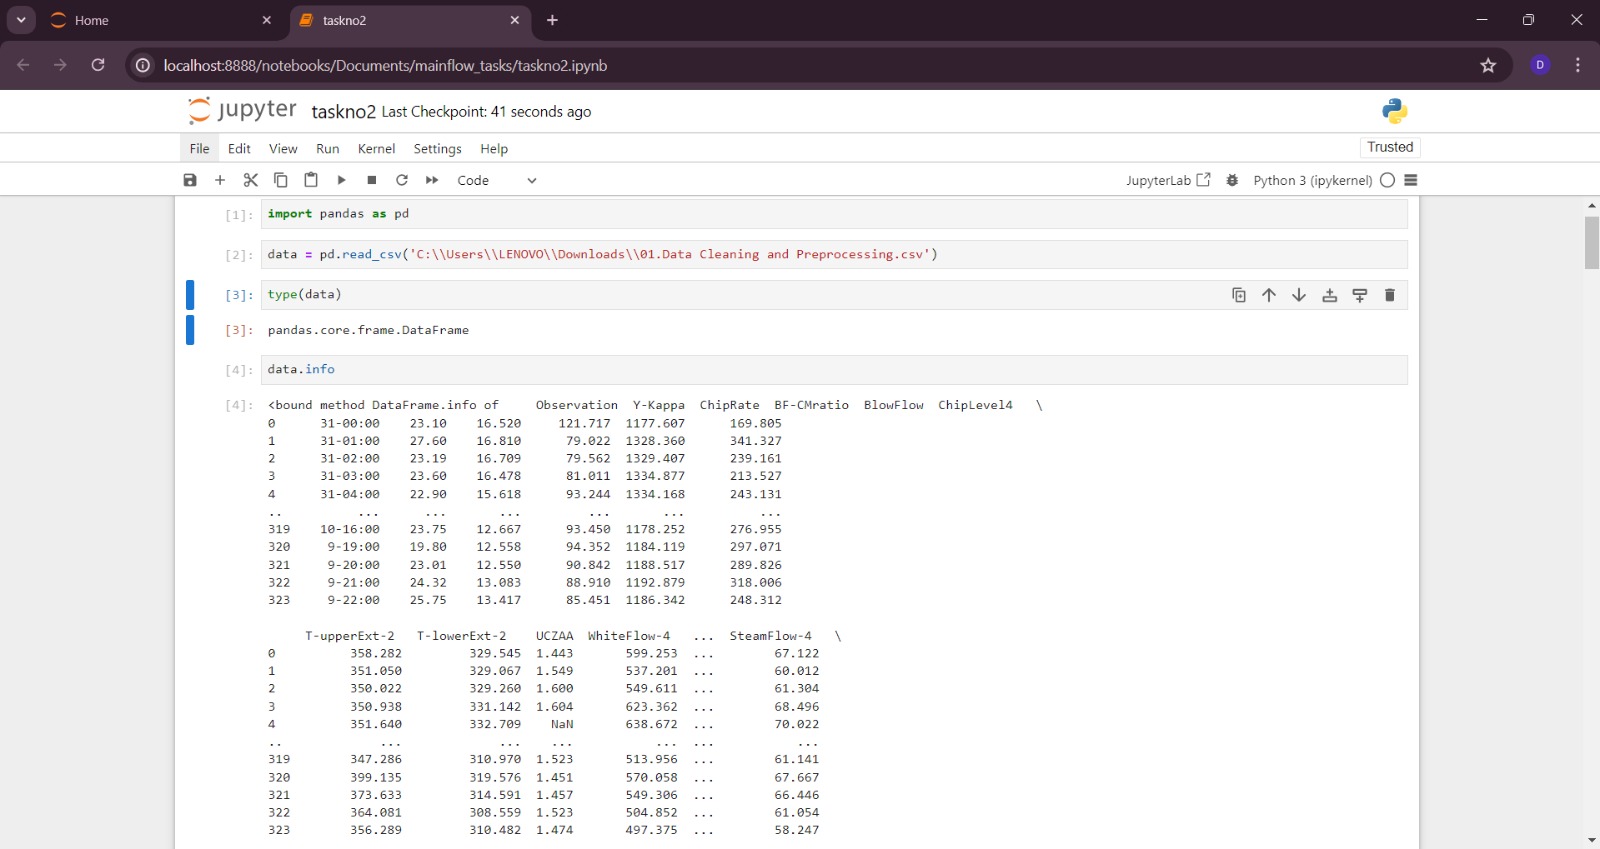 Home
taskno2
localhost:8888/notebooks/Documents/mainflow_tasks/taskno2.ipynb
D
jupyter taskno2 Last Checkpoint: 41 seconds ago
File Edit View Run Kernel Settings Help
Trusted
Code
JupyterLab
Python 3 (ipykernel)
[1]: import pandas as pd
[2]: data = pd.read_csv('C:\\Users\\LENOVO\\Downloads\\01.Data Cleaning and Preprocessing.csv')
[3]: type(data)
[3]: pandas.core.frame.DataFrame
[4]: data.info
[4]: <bound method DataFrame.info of     Observation  Y-Kappa  ChipRate  BF-CMratio  BlowFlow  ChipLevel4   \
0      31-00:00    23.10    16.520     121.717  1177.607      169.805
1      31-01:00    27.60    16.810      79.022  1328.360      341.327
2      31-02:00    23.19    16.709      79.562  1329.407      239.161
3      31-03:00    23.60    16.478      81.011  1334.877      213.527
4      31-04:00    22.90    15.618      93.244  1334.168      243.131
..          ...      ...       ...         ...       ...          ...
319    10-16:00    23.75    12.667      93.450  1178.252      276.955
320     9-19:00    19.80    12.558      94.352  1184.119      297.071
321     9-20:00    23.01    12.550      90.842  1188.517      289.826
322     9-21:00    24.32    13.083      88.910  1192.879      318.006
323     9-22:00    25.75    13.417      85.451  1186.342      248.312
T-upperExt-2   T-lowerExt-2    UCZAA  WhiteFlow-4   ...  SteamFlow-4   \
0          358.282         329.545  1.443       599.253  ...        67.122
1          351.050         329.067  1.549       537.201  ...        60.012
2          350.022         329.260  1.600       549.611  ...        61.304
3          350.938         331.142  1.604       623.362  ...        68.496
4          351.640         332.709    NaN       638.672  ...        70.022
..             ...             ...    ...           ...  ...           ...
319        347.286         310.970  1.523       513.956  ...        61.141
320        399.135         319.576  1.451       570.058  ...        67.667
321        373.633         314.591  1.457       549.306  ...        66.446
322        364.081         308.559  1.523       504.852  ...        61.054
323        356.289         310.482  1.474       497.375  ...        58.247